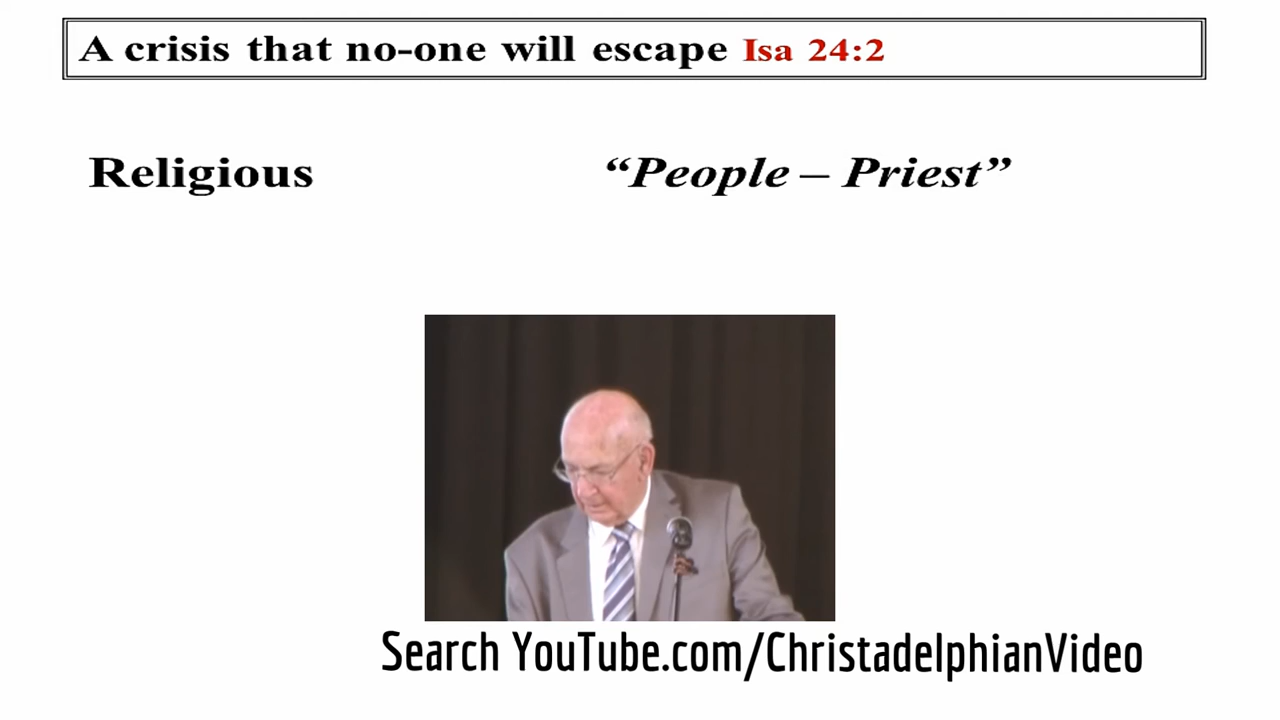 A crisis that no-one will escape Isa 24:2
Religious “People – Priest”
Search YouTube.com/ChristadelphianVideo